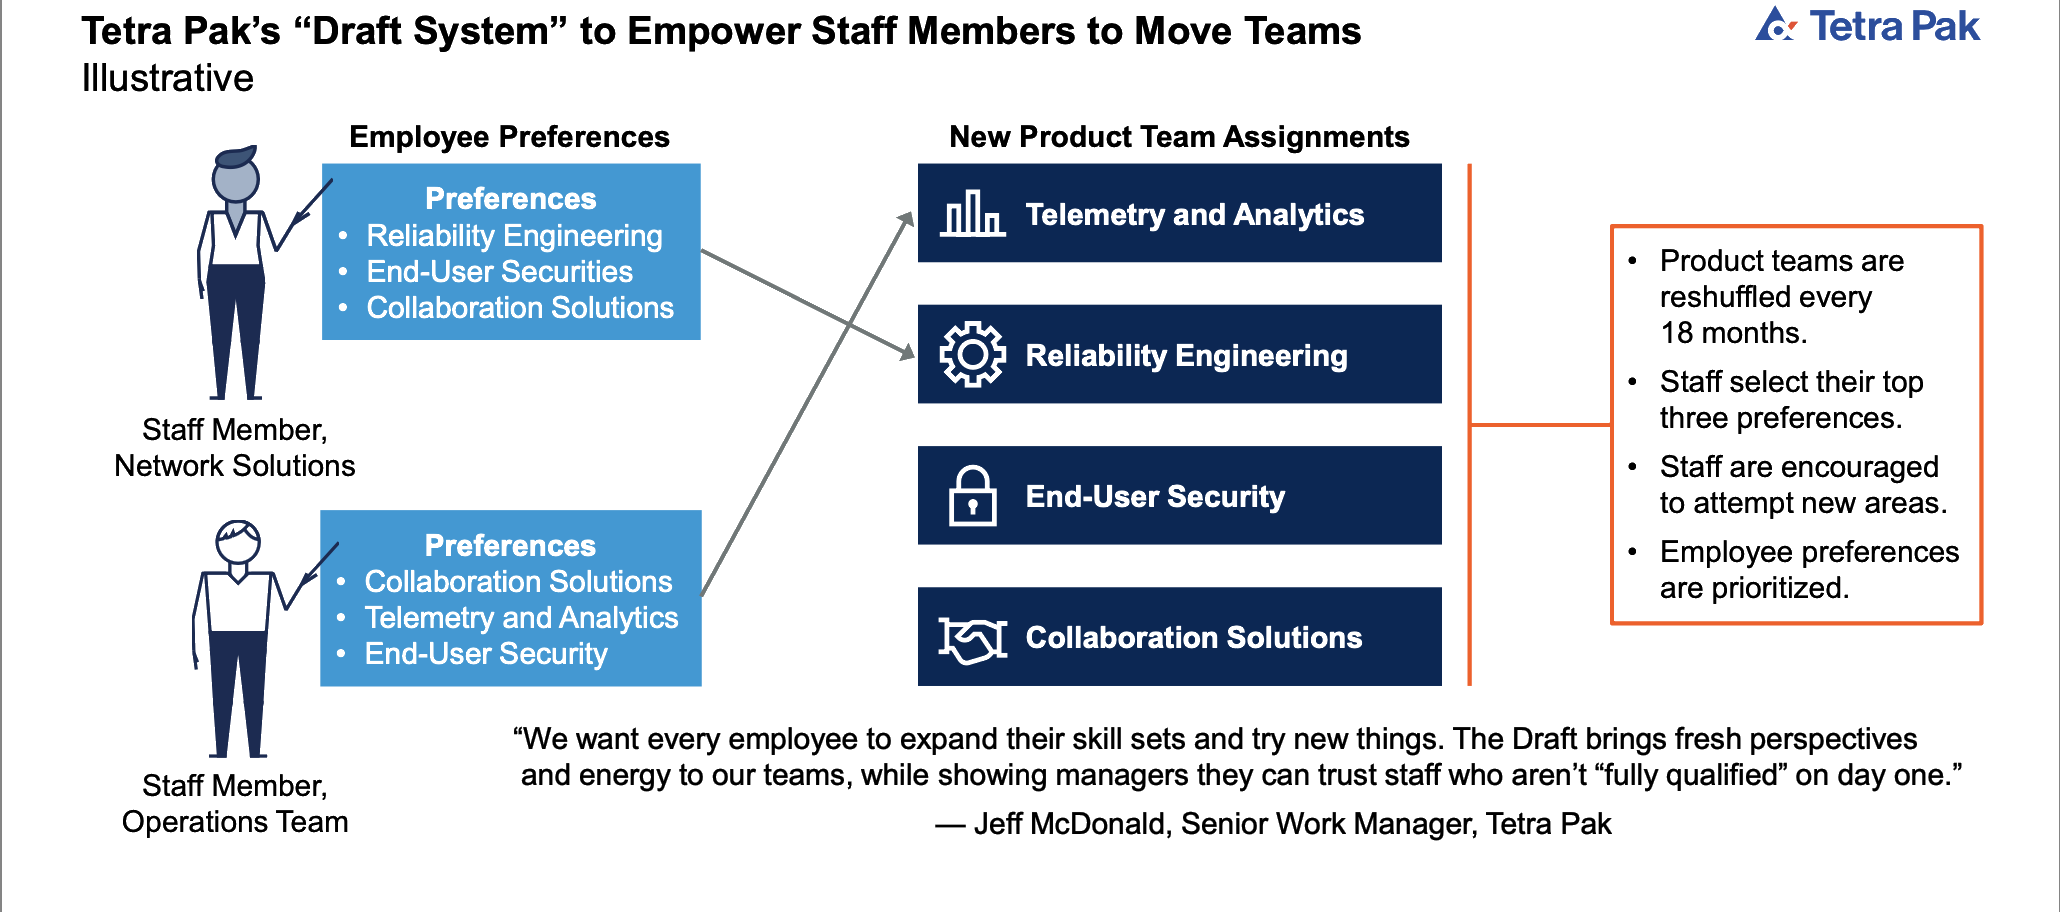 Tetra Pak's “Draft System” to Empower Staff Members to Move Teams
Tetra Pak
Illustrative
Employee Preferences
Preferences
• Reliability Engineering
• End-User Securities
• Collaboration Solutions
Staff Member,
Network Solutions
Preferences
• Collaboration Solutions
• Telemetry and Analytics
• End-User Security
Staff Member,
Operations Team
New Product Team Assignments
Telemetry and Analytics
Reliability Engineering
End-User Security
Collaboration Solutions
• Product teams are
reshuffled every
18 months.
• Staff select their top
three preferences.
• Staff are encouraged
to attempt new areas.
• Employee preferences
are prioritized.
“We want every employee to expand their skill sets and try new things. The Draft brings fresh perspectives
and energy to our teams, while showing managers they can trust staff who aren't “fully qualified” on day one.”
— Jeff McDonald, Senior Work Manager, Tetra Pak